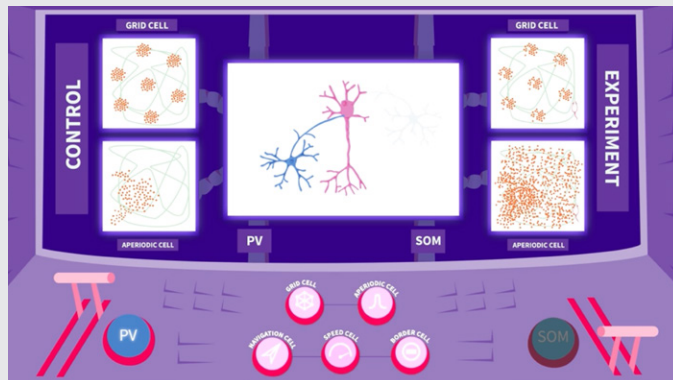 GRID CELL
GRID CELL
CONTROL
EXPERIMENT
APERIODIC CELL
PV
SOM
APERIODIC CELL
GRID CELL
APERIODIC CELL
NAVIGATION CELL
SPEED CELL
BORDER CELL
PV
SOM